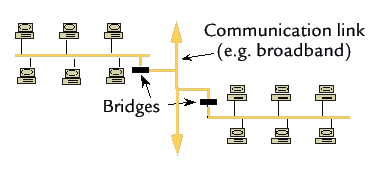 Communication link
(e.g. broadband)
Bridges